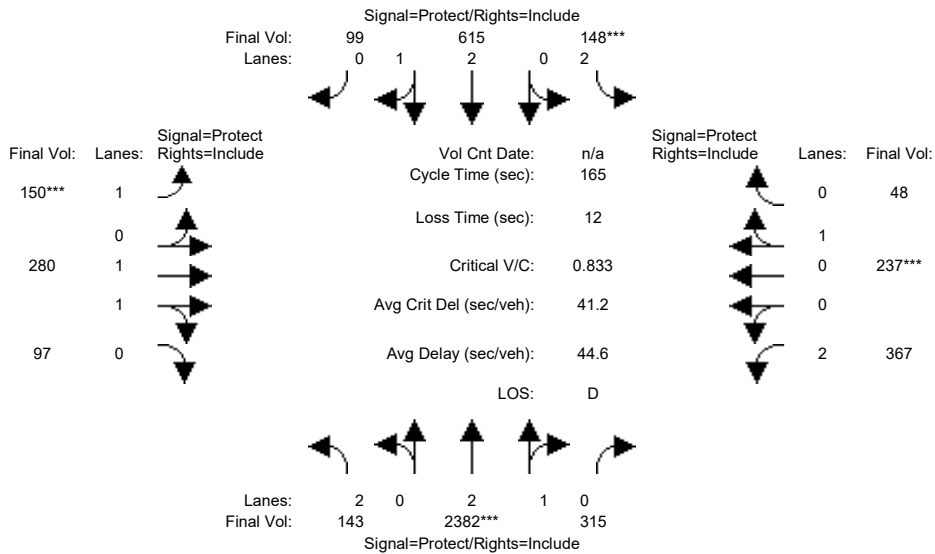 Signal=Protect/Rights=Include
Final Vol: 99 615 148***
Lanes: 0 1 2 0 2
Signal=Protect Signal=Protect
Final Vol: Lanes: Rights=Include Vol Cnt Date: n/a Rights=Include Lanes: Final Vol:
Cycle Time (sec): 165
150*** 1 0 48
Loss Time (sec): 12
0 1
280 1 Critical V/C: 0.833 0 237***
1 Avg Crit Del (sec/veh): 41.2 0
97 0 Avg Delay (sec/veh): 44.6 2 367
LOS: D
Lanes: 2 0 2 1 0
Final Vol: 143 2382*** 315
Signal=Protect/Rights=Include